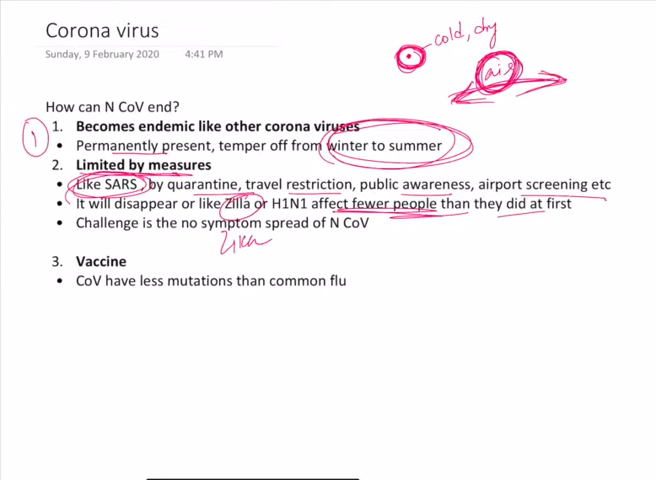 Corona virus
Sunday, 9 February 2020 4:41 PM
cold, dry
air
How can N CoV end?
1
1. Becomes endemic like other corona viruses
• Permanently present, temper off from winter to summer
2. Limited by measures
• Like SARS, by quarantine, travel restriction, public awareness, airport screening etc
• It will disappear or like Zilla or H1N1 affect fewer people than they did at first
• Challenge is the no symptom spread of N CoV
Zika
3. Vaccine
• CoV have less mutations than common flu